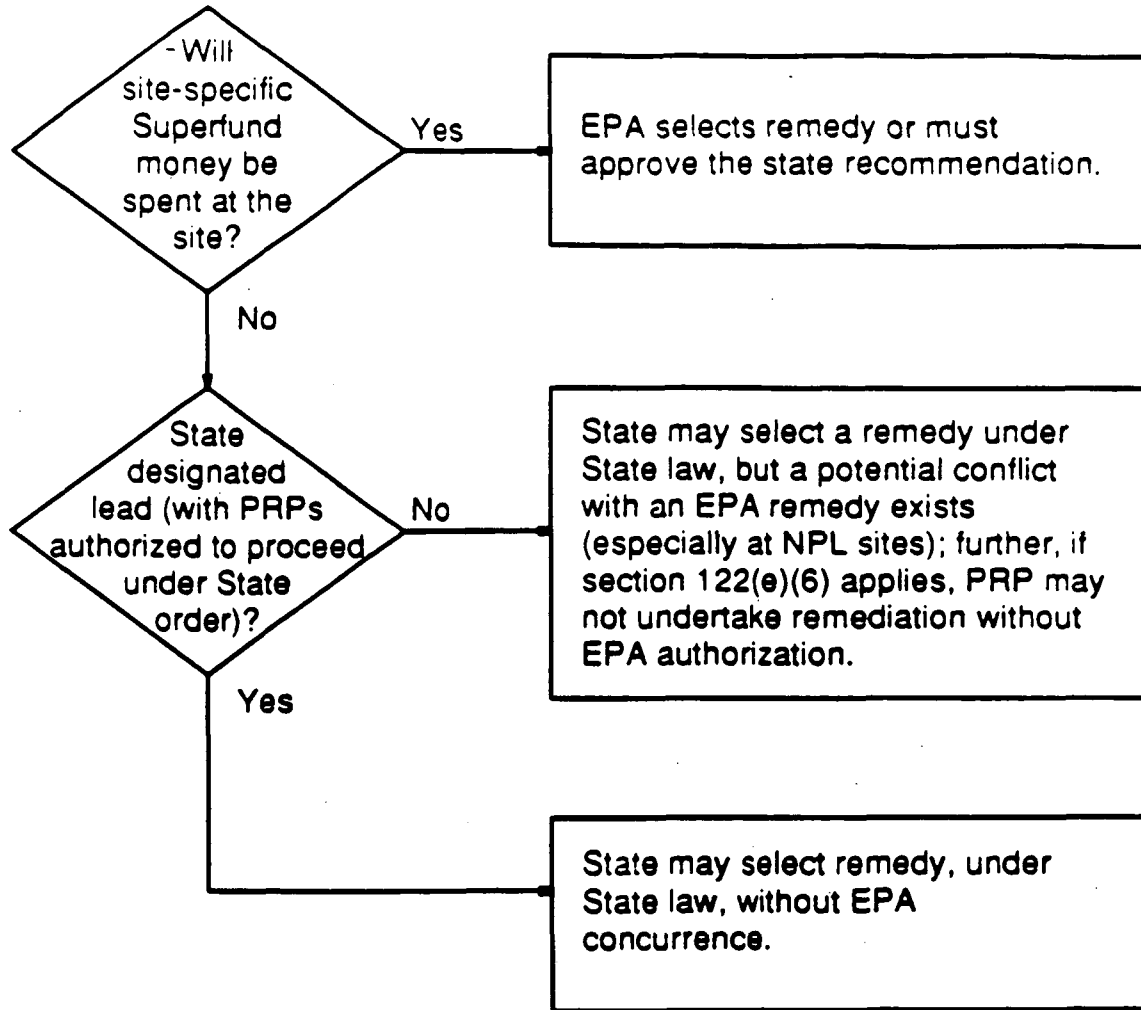 - Will
site-specific
Superfund
money be
spent at the
site?
Yes
EPA selects remedy or must
approve the state recommendation.
No
State
designated
lead (with PRPs
authorized to proceed
under State
order)?
No
State may select a remedy under
State law, but a potential conflict
with an EPA remedy exists
(especially at NPL sites); further, if
section 122(e)(6) applies, PRP may
not undertake remediation without
EPA authorization.
Yes
State may select remedy, under
State law, without EPA
concurrence.